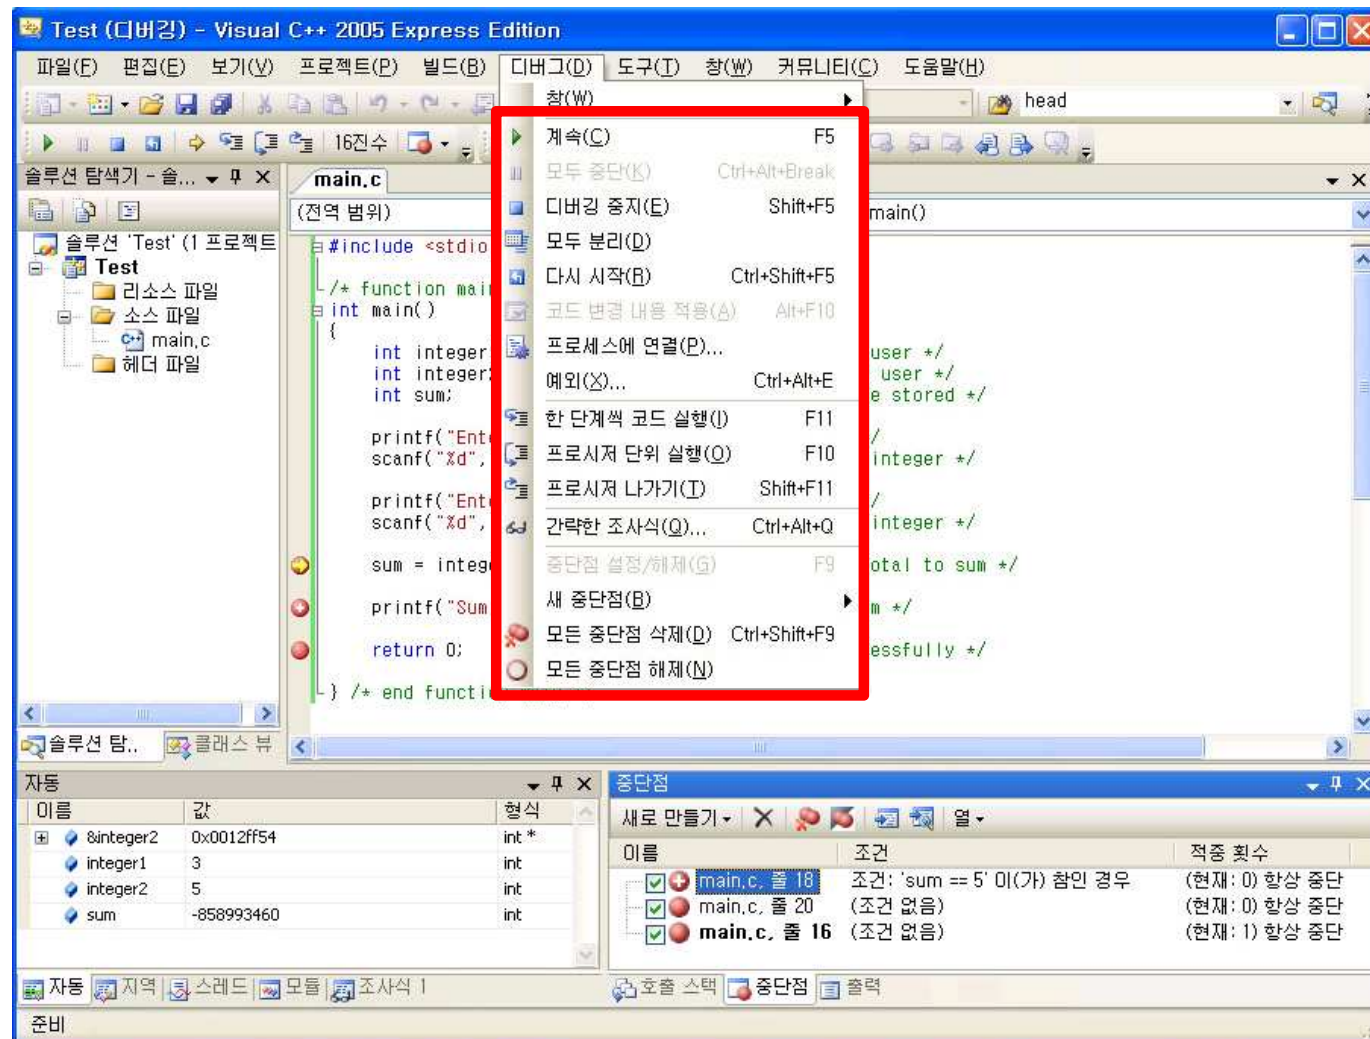 Test (디버깅) - Visual C++ 2005 Express Edition
파일(F) 편집(E) 보기(V) 프로젝트(P) 빌드(B) 디버그(D) 도구(T) 창(W) 커뮤니티(C) 도움말(H)
창(W)
head
16진수
계속(C) F5
모두 중단(K) Ctrl+Alt+Break
디버깅 중지(E) Shift+F5
모두 분리(D)
다시 시작(R) Ctrl+Shift+F5
코드 변경 내용 적용(A) Alt+F10
프로세스에 연결(P)...
예외(X)... Ctrl+Alt+E
한 단계씩 코드 실행(I) F11
프로시저 단위 실행(O) F10
프로시저 나가기(T) Shift+F11
간략한 조사식(Q)... Ctrl+Alt+Q
중단점 설정/해제(G) F9
새 중단점(B)
모든 중단점 삭제(D) Ctrl+Shift+F9
모든 중단점 해제(N)
솔루션 탐색기 - 솔...
솔루션 'Test' (1 프로젝트
Test
리소스 파일
소스 파일
main.c
헤더 파일
솔루션 탐.. 클래스 뷰
main.c
(전역 범위) main()
#include <stdio
/* function mai
int main()
{
int integer user */
int integer user */
int sum; e stored */
printf("Ent /
scanf("%d", integer */
printf("Ent /
scanf("%d", integer */
sum = integ otal to sum */
printf("Sum m */
return 0; essfully */
} /* end functi
자동
이름 값 형식
&integer2 0x0012ff54 int *
integer1 3 int
integer2 5 int
sum -858993460 int
자동 지역 스레드 모듈 조사식 1
중단점
새로 만들기 열
이름 조건 적중 횟수
main.c, 줄 18 조건: 'sum == 5' 이(가) 참인 경우 (현재: 0) 항상 중단
main.c, 줄 20 (조건 없음) (현재: 0) 항상 중단
main.c, 줄 16 (조건 없음) (현재: 1) 항상 중단
호출 스택 중단점 출력
준비